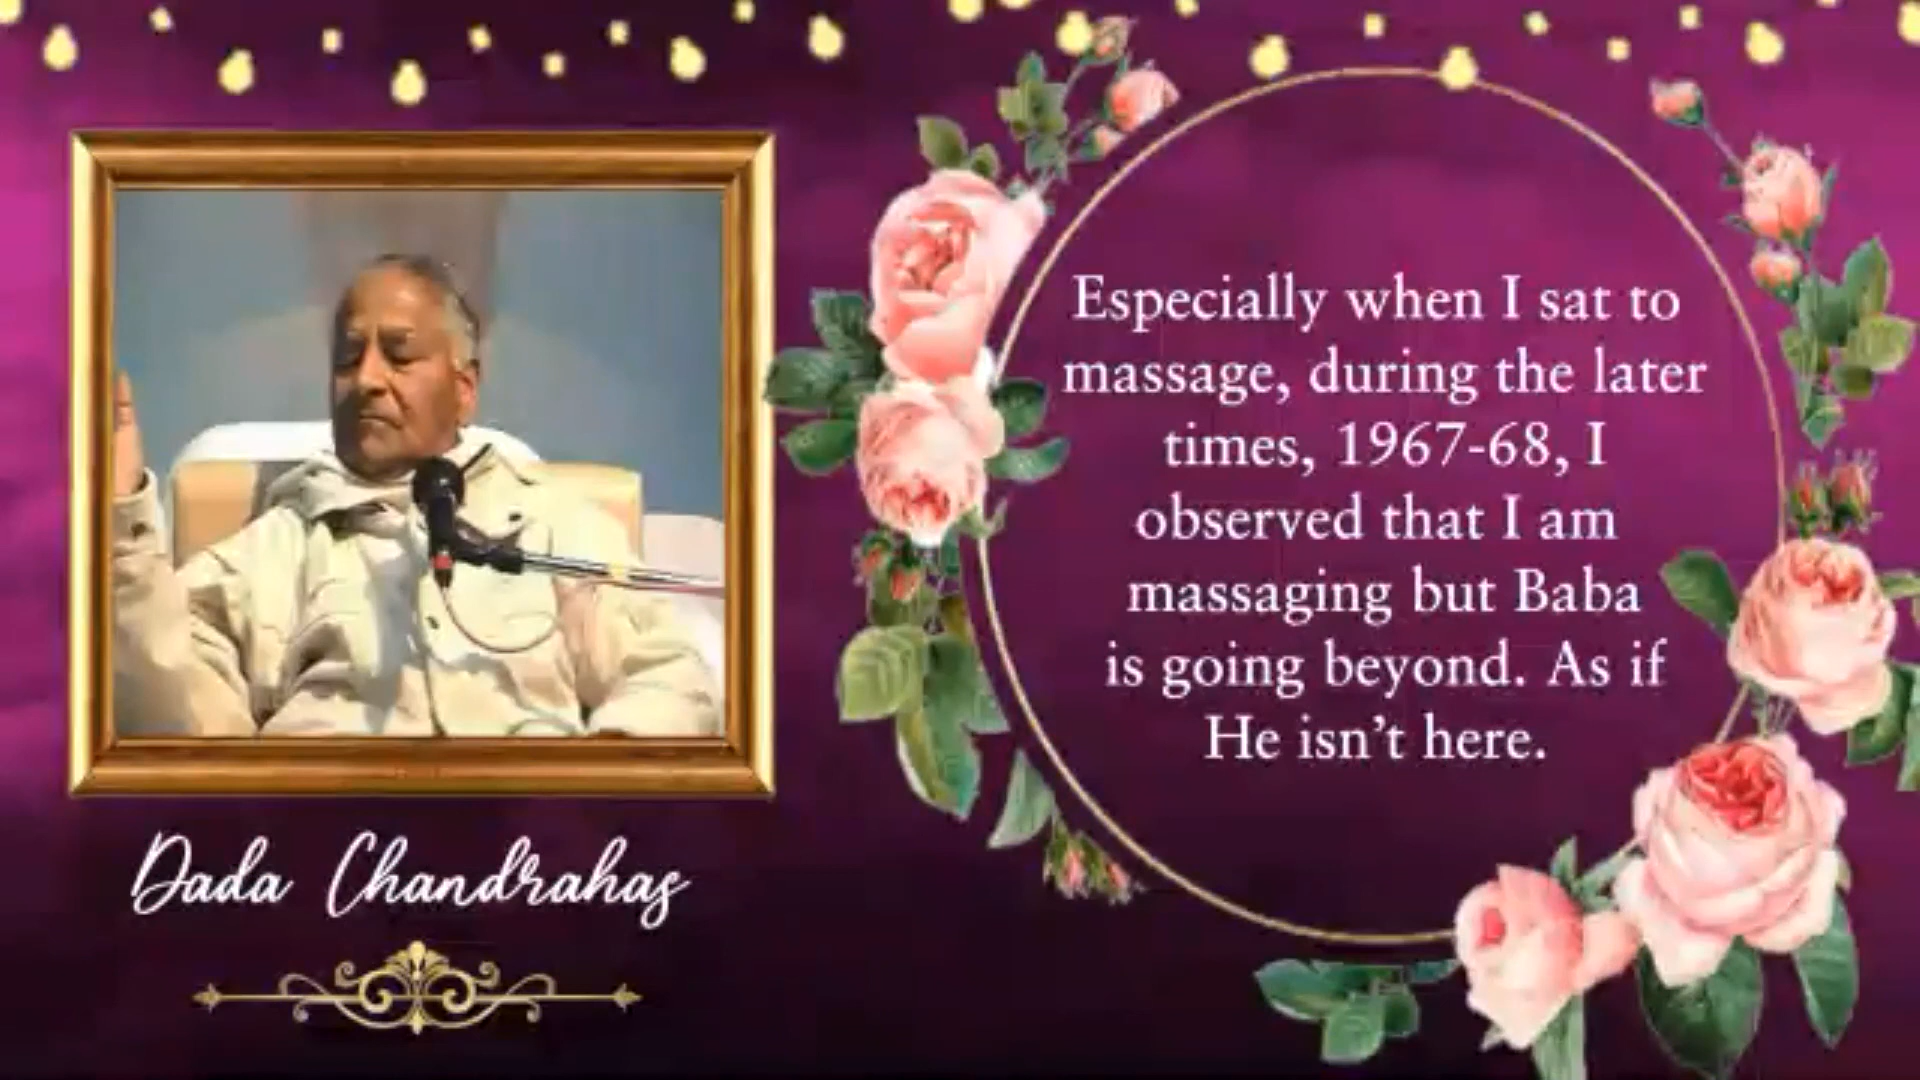 Especially when I sat to
massage, during the later
times, 1967-68, I
observed that I am
massaging but Baba
is going beyond. As if
He isn't here.
Dada Chandrahas